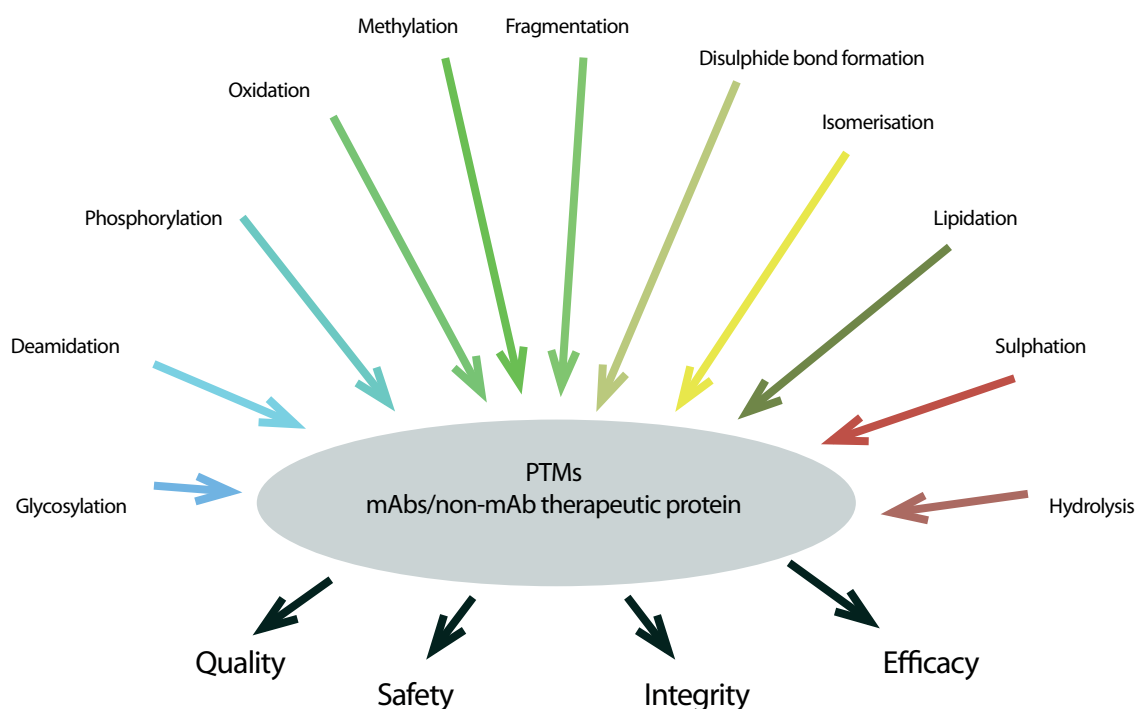 Methylation
Fragmentation
Disulphide bond formation
Oxidation
Isomerisation
Phosphorylation
Lipidation
Deamidation
Sulphation
PTMs
mAbs/non-mAb therapeutic protein
Glycosylation
Hydrolysis
Quality
Safety
Integrity
Efficacy